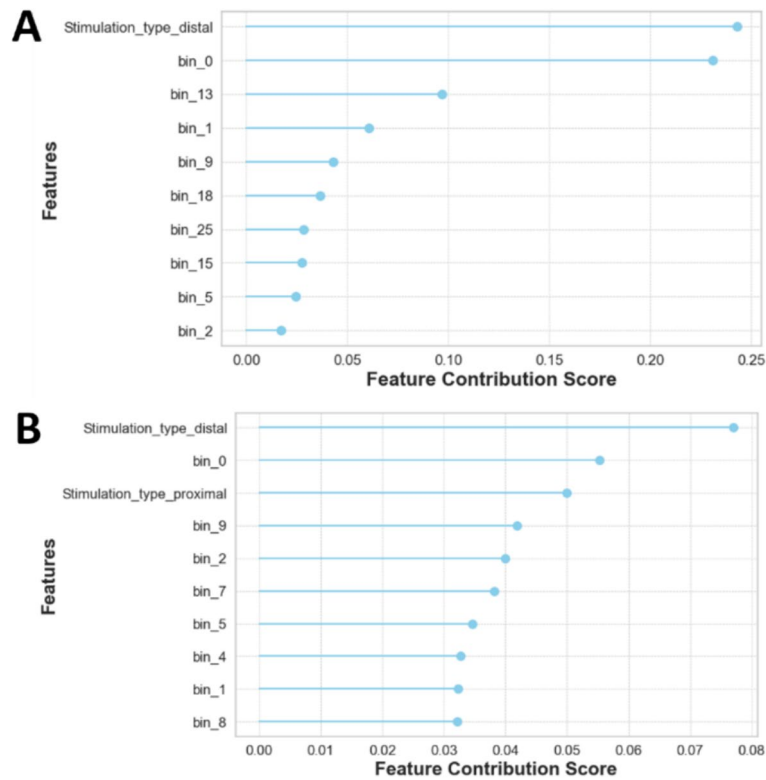 A
Stimulation_type_distal
bin_0
bin_13
bin_1
bin_9
bin_18
bin_25
bin_15
bin_5
bin_2
Features
0.00 0.05 0.10 0.15 0.20 0.25
Feature Contribution Score
B
Stimulation_type_distal
bin_0
Stimulation_type_proximal
bin_9
bin_2
bin_7
bin_5
bin_4
bin_1
bin_8
Features
0.00 0.01 0.02 0.03 0.04 0.05 0.06 0.07 0.08
Feature Contribution Score